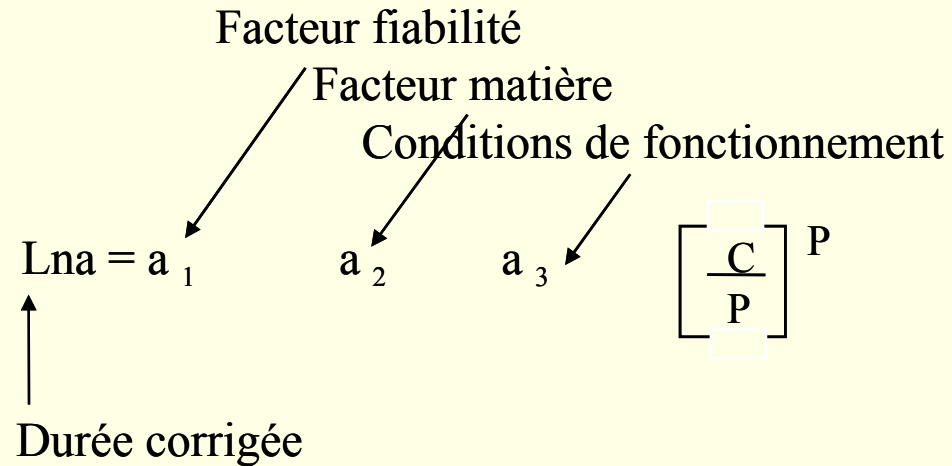 Facteur fiabilité
Facteur matière
Conditions de fonctionnement
Lna = a 1 a 2 a 3 [C/P] P
Durée corrigée